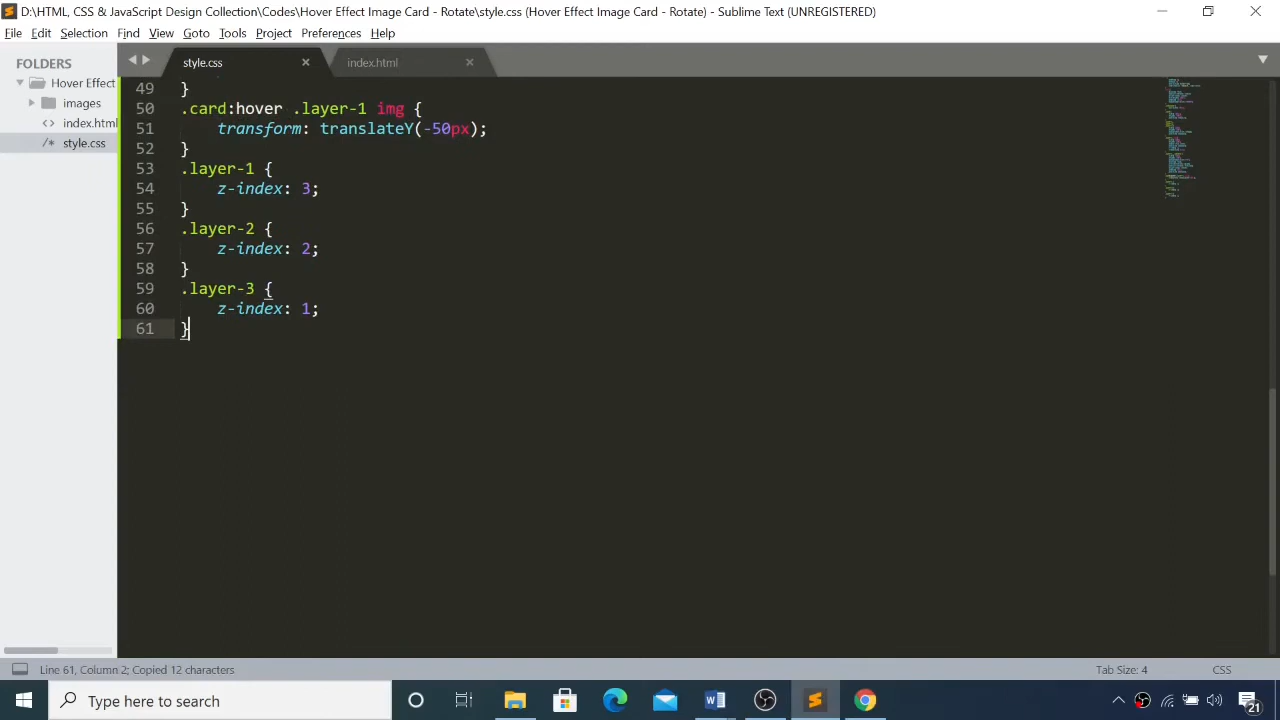 D:\HTML, CSS & JavaScript Design Collection\Codes\Hover Effect Image Card - Rotate\style.css (Hover Effect Image Card - Rotate) - Sublime Text (UNREGISTERED)
File Edit Selection Find View Goto Tools Project Preferences Help
FOLDERS
Hover Effect
images
index.html
style.css
style.css
index.html
49 }
50 .card:hover .layer-1 img {
51 transform: translateY(-50px);
52 }
53 .layer-1 {
54 z-index: 3;
55 }
56 .layer-2 {
57 z-index: 2;
58 }
59 .layer-3 {
60 z-index: 1;
61 }
Line 61, Column 2; Copied 12 characters
Tab Size: 4
CSS
Type here to search
21